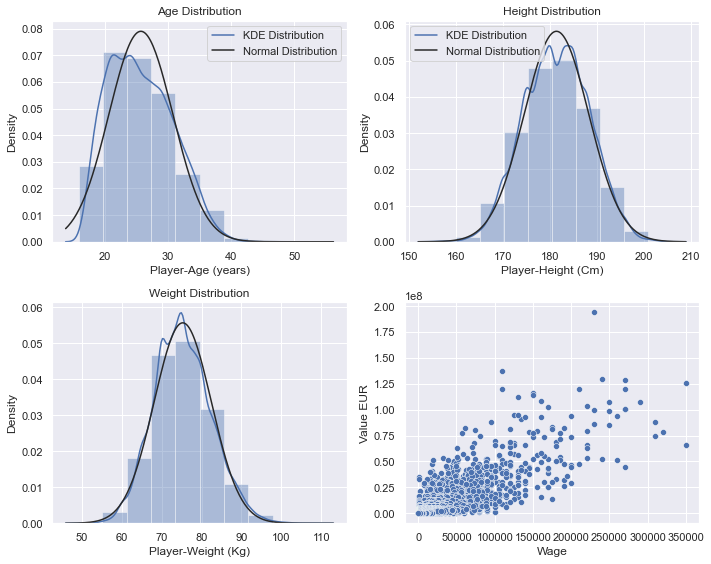 Age Distribution
KDE Distribution
Normal Distribution
Density
0.08
0.07
0.06
0.05
0.04
0.03
0.02
0.01
0.00
20 30 40 50
Player-Age (years)
Height Distribution
KDE Distribution
Normal Distribution
Density
0.06
0.05
0.04
0.03
0.02
0.01
0.00
150 160 170 180 190 200 210
Player-Height (Cm)
Weight Distribution
Density
0.06
0.05
0.04
0.03
0.02
0.01
0.00
50 60 70 80 90 100 110
Player-Weight (Kg)
1e8
Value EUR
2.00
1.75
1.50
1.25
1.00
0.75
0.50
0.25
0.00
0 50000 100000 150000 200000 250000 300000 350000
Wage